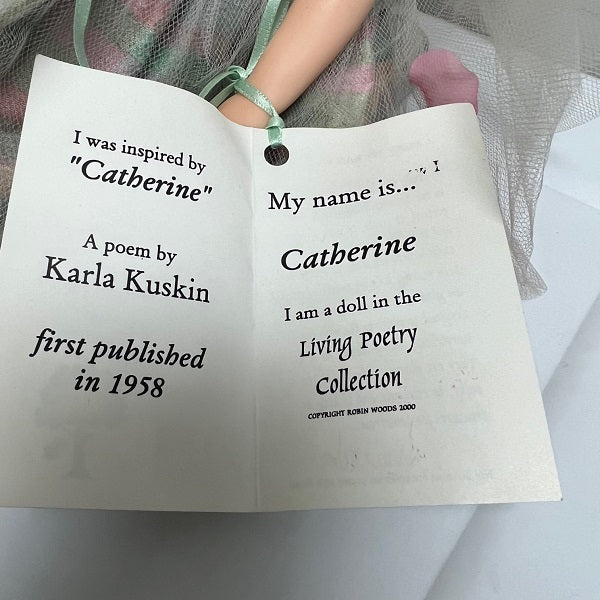 I was inspired by
"Catherine"
A poem by
Karla Kuskin
first published
in 1958
My name is...
Catherine
I am a doll in the
Living Poetry
Collection
COPYRIGHT ROBIN WOODS 2000